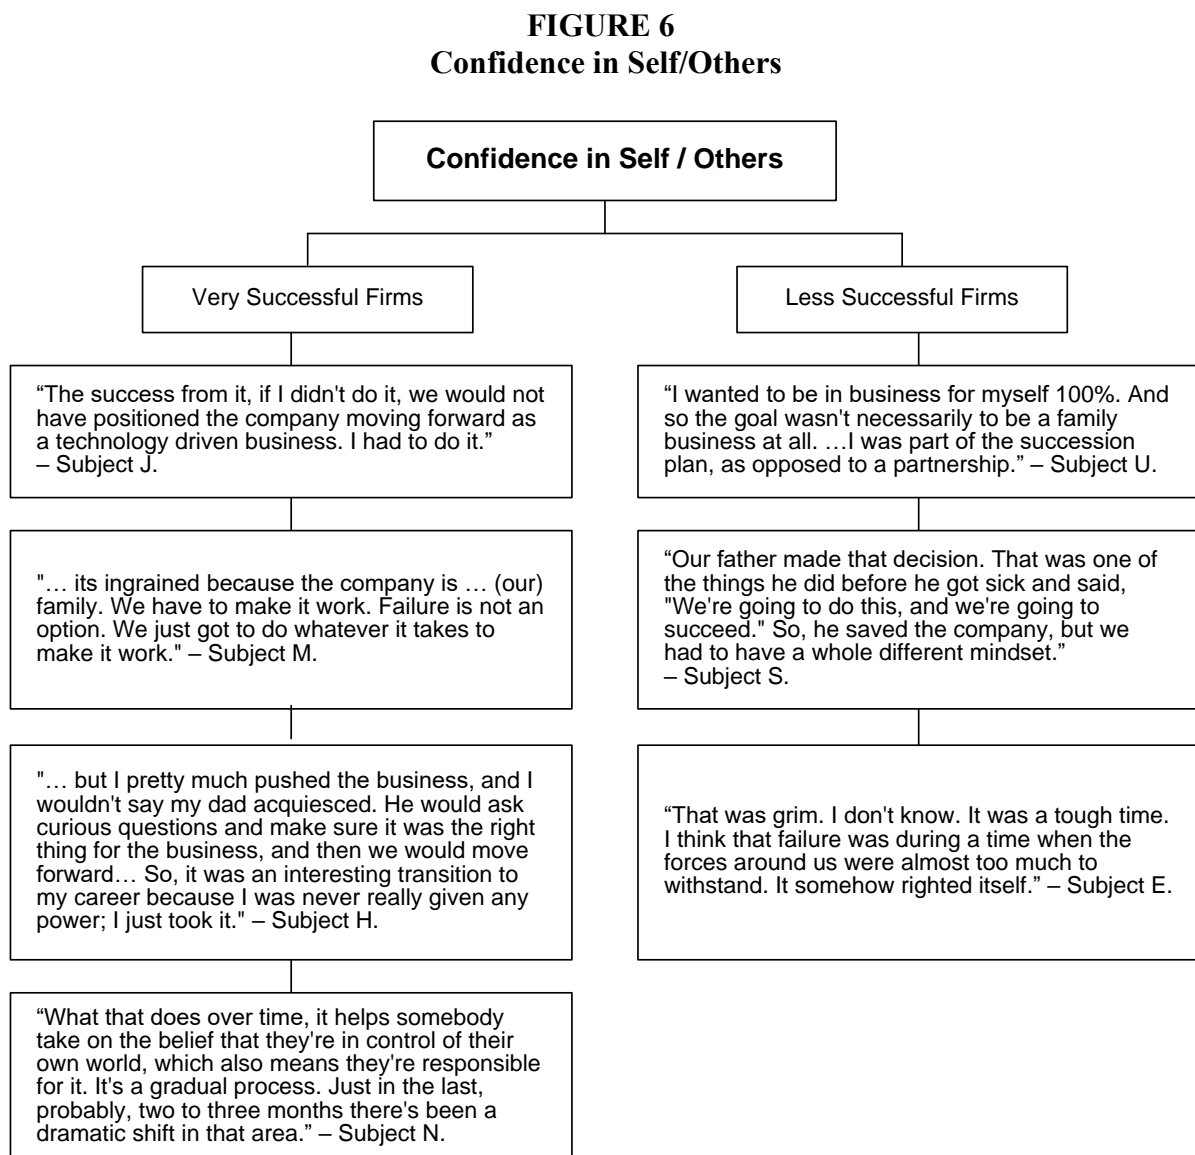 FIGURE 6
Confidence in Self/Others
Confidence in Self / Others
Very Successful Firms
Less Successful Firms
“The success from it, if I didn't do it, we would not
have positioned the company moving forward as
a technology driven business. I had to do it.”
– Subject J.
"… its ingrained because the company is … (our)
family. We have to make it work. Failure is not an
option. We just got to do whatever it takes to
make it work." – Subject M.
"… but I pretty much pushed the business, and I
wouldn't say my dad acquiesced. He would ask
curious questions and make sure it was the right
thing for the business, and then we would move
forward… So, it was an interesting transition to
my career because I was never really given any
power; I just took it." – Subject H.
“What that does over time, it helps somebody
take on the belief that they're in control of their
own world, which also means they're responsible
for it. It's a gradual process. Just in the last,
probably, two to three months there's been a
dramatic shift in that area.” – Subject N.
“I wanted to be in business for myself 100%. And
so the goal wasn't necessarily to be a family
business at all. …I was part of the succession
plan, as opposed to a partnership.” – Subject U.
“Our father made that decision. That was one of
the things he did before he got sick and said,
"We're going to do this, and we're going to
succeed." So, he saved the company, but we
had to have a whole different mindset.”
– Subject S.
“That was grim. I don't know. It was a tough time.
I think that failure was during a time when the
forces around us were almost too much to
withstand. It somehow righted itself.” – Subject E.